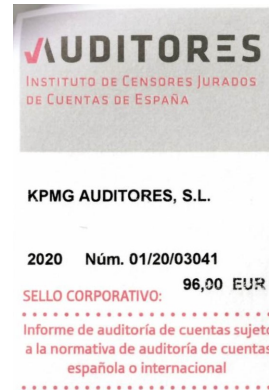 AUDITORES
INSTITUTO DE CENSORES JURADOS
DE CUENTAS DE ESPAÑA
KPMG AUDITORES, S.L.
2020 Núm. 01/20/03041
96,00 EUR
SELLO CORPORATIVO:
Informe de auditoría de cuentas sujeto
a la normativa de auditoría de cuentas
española o internacional